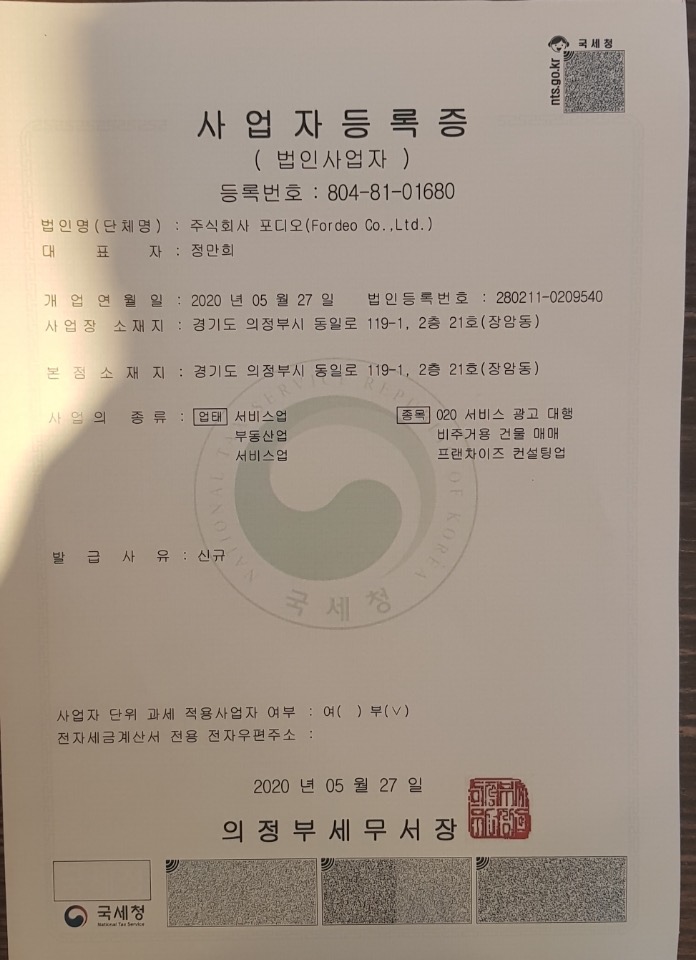 국세청
nts.go.kr
사업자등록증
( 법인사업자 )
등록번호 : 804-81-01680
법인명(단체명) : 주식회사 포디오(Fordeo Co.,Ltd.)
대 표 자 : 정만희
개 업 연 월 일 : 2020 년 05 월 27 일 법인등록번호 : 280211-0209540
사업장 소재지 : 경기도 의정부시 동일로 119-1, 2층 21호(장암동)
본 점 소 재 지 : 경기도 의정부시 동일로 119-1, 2층 21호(장암동)
사 업 의 종 류 : 업태 서비스업 종목 020 서비스 광고 대행
부동산업 비주거용 건물 매매
서비스업 프랜차이즈 컨설팅업
NATIONAL TAX SERVICE REPUBLIC OF KOREA
국세청
발 급 사 유 : 신규
사업자 단위 과세 적용사업자 여부 : 여( ) 부(∨)
전자세금계산서 전용 전자우편주소 :
2020 년 05 월 27 일
의정부세무서장
국세청
National Tax Service